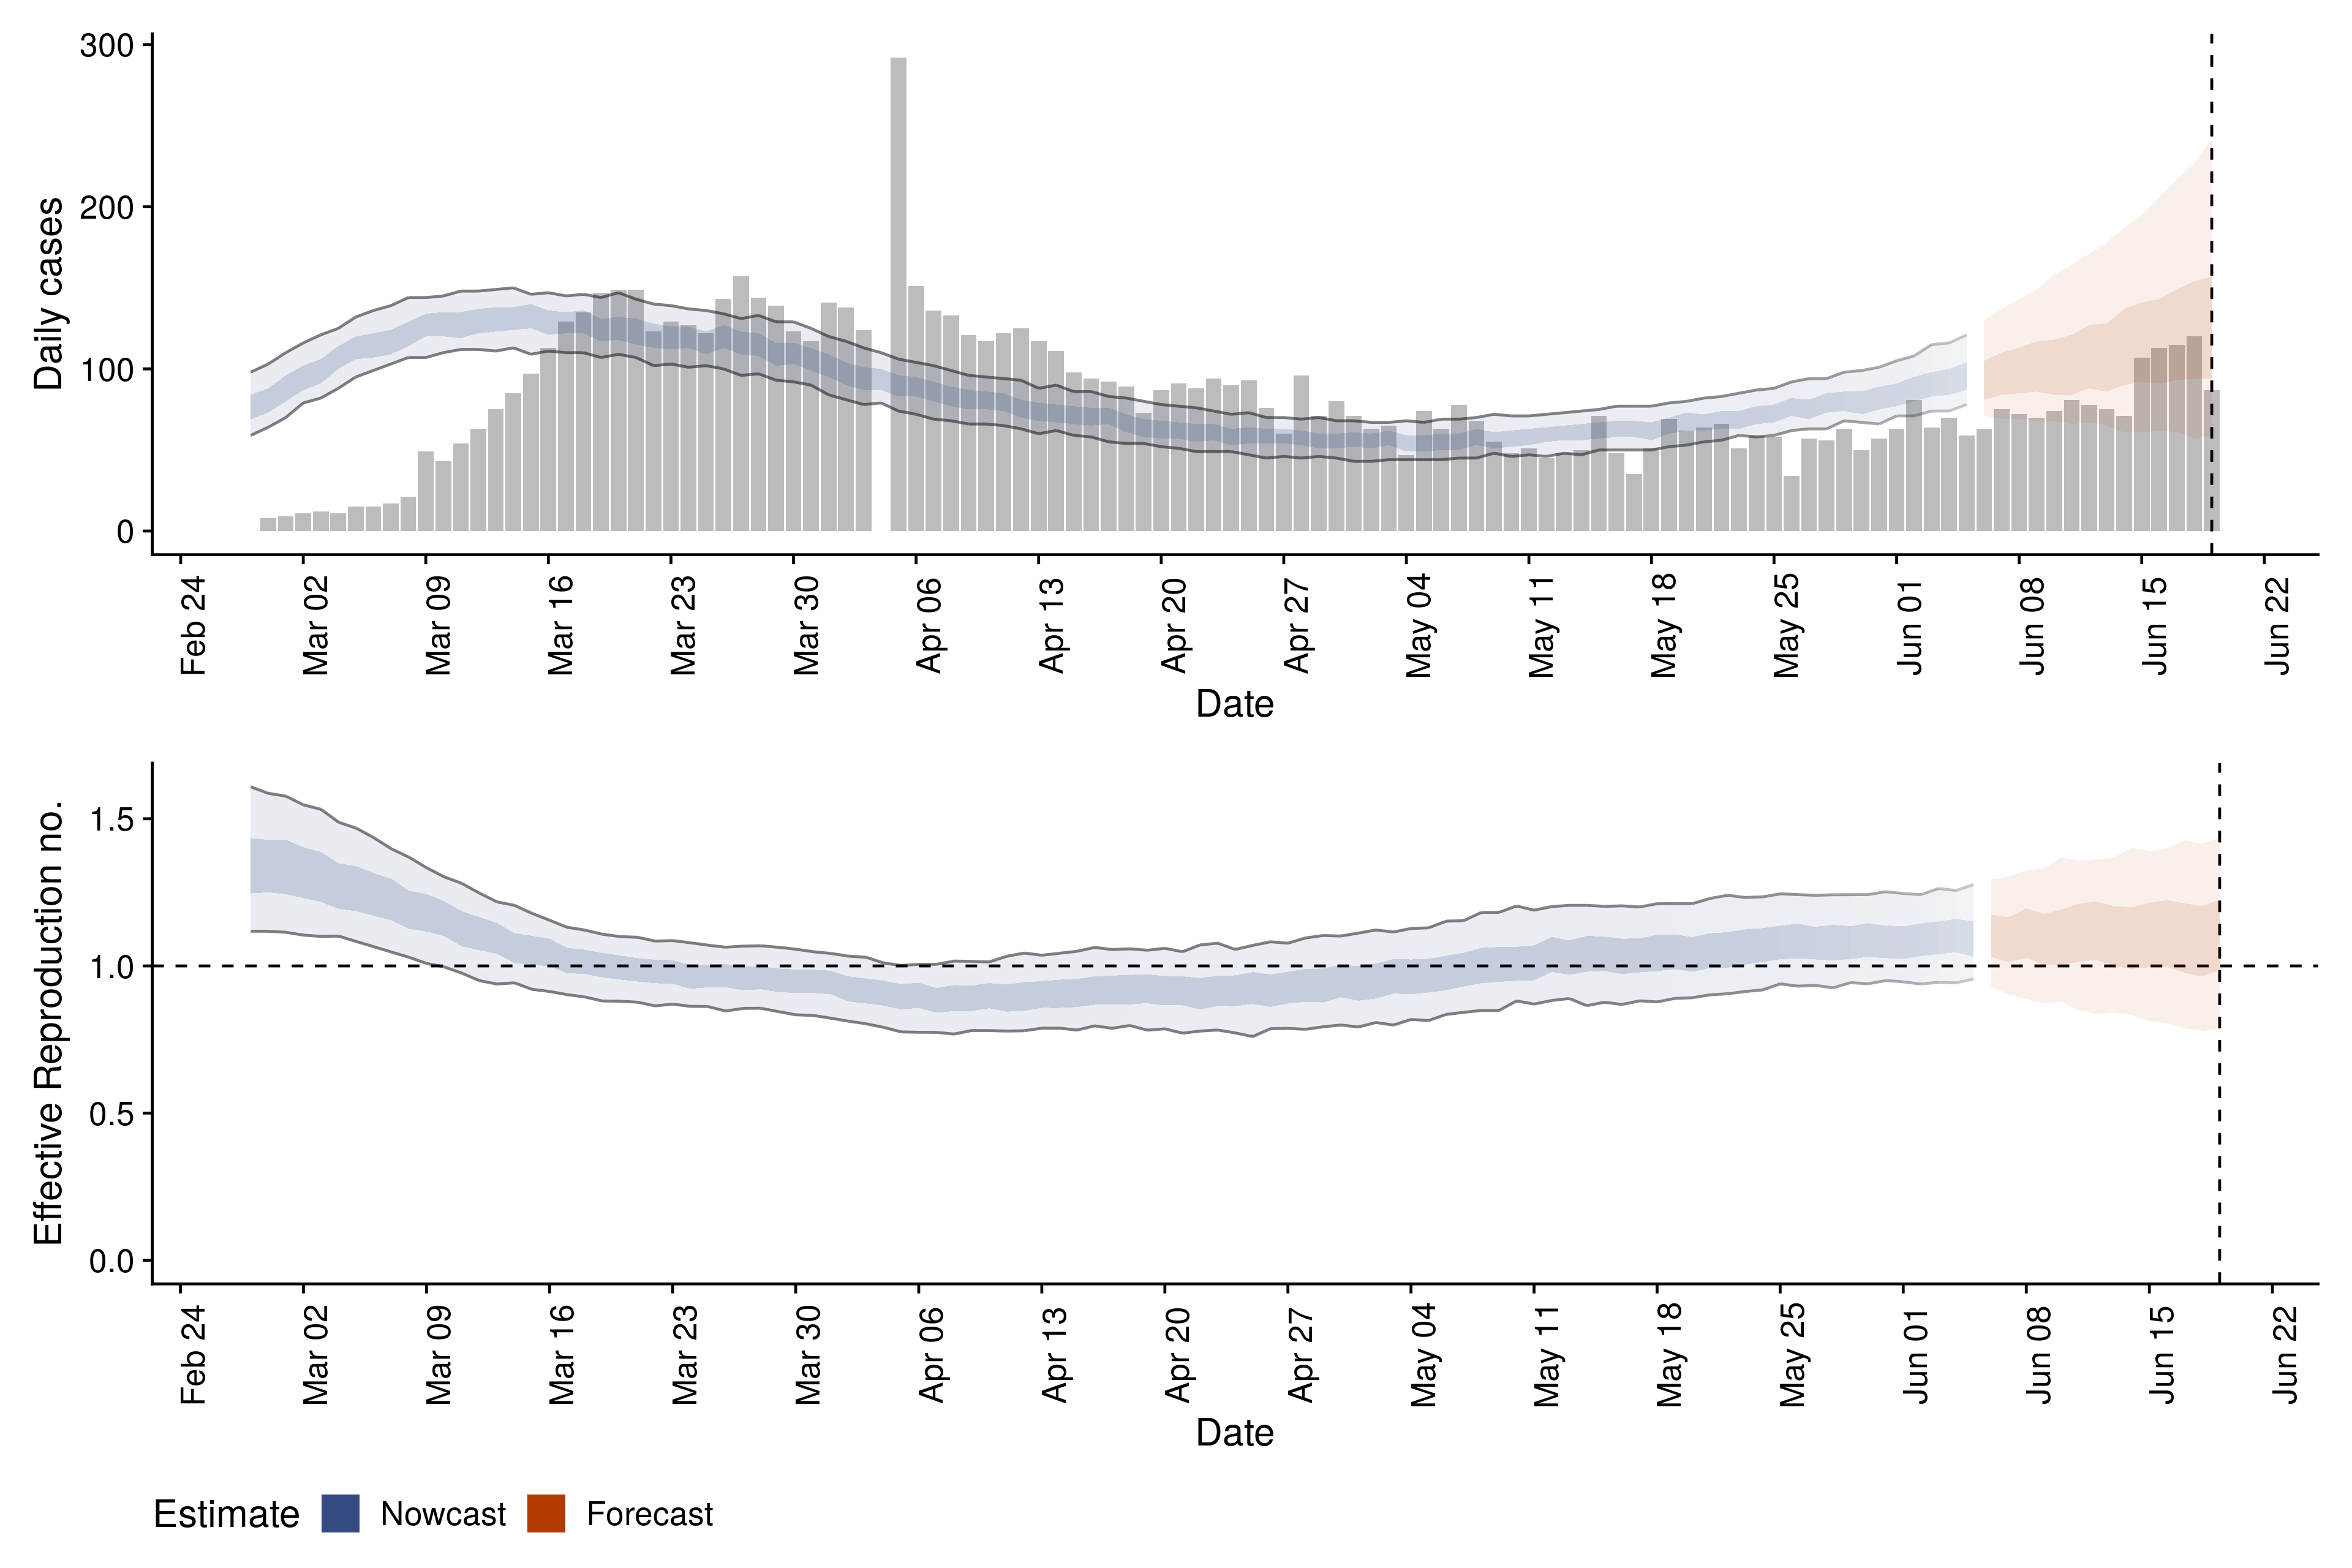 Daily cases
300
200
100
0
Feb 24
Mar 02
Mar 09
Mar 16
Mar 23
Mar 30
Apr 06
Apr 13
Apr 20
Apr 27
May 04
May 11
May 18
May 25
Jun 01
Jun 08
Jun 15
Jun 22
Date
Effective Reproduction no.
1.5
1.0
0.5
0.0
Feb 24
Mar 02
Mar 09
Mar 16
Mar 23
Mar 30
Apr 06
Apr 13
Apr 20
Apr 27
May 04
May 11
May 18
May 25
Jun 01
Jun 08
Jun 15
Jun 22
Date
Estimate Nowcast Forecast